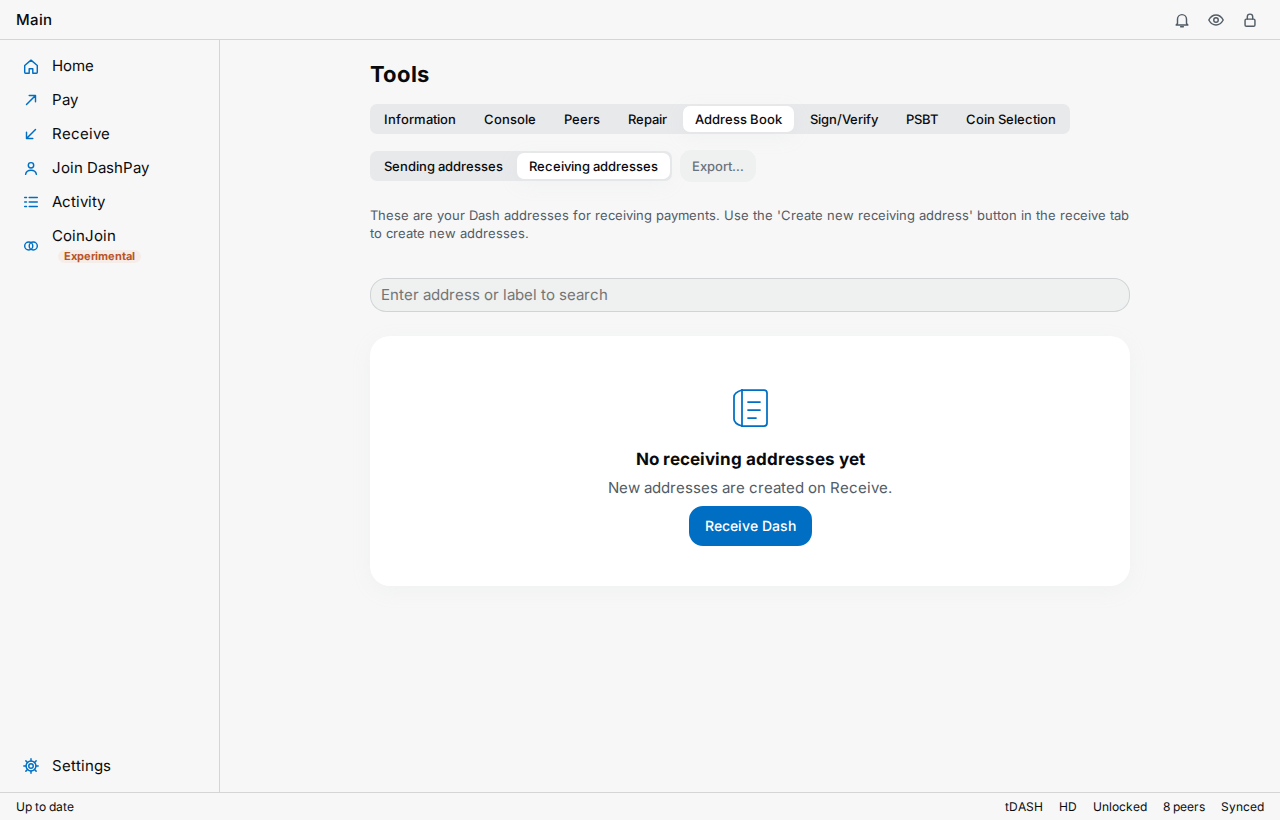 Main
Home
Pay
Receive
Join DashPay
Activity
CoinJoin
Experimental
Settings
Tools
Information Console Peers Repair Address Book Sign/Verify PSBT Coin Selection
Sending addresses Receiving addresses Export...
These are your Dash addresses for receiving payments. Use the 'Create new receiving address' button in the receive tab
to create new addresses.
Enter address or label to search
No receiving addresses yet
New addresses are created on Receive.
Receive Dash
Up to date tDASH HD Unlocked 8 peers Synced